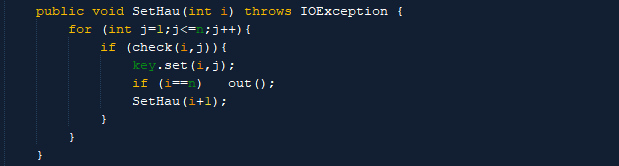 public void SetHau(int i) throws IOException {
for (int j=1;j<=n;j++){
if (check(i,j)){
key.set(i,j);
if (i==n) out();
SetHau(i+1);
}
}
}